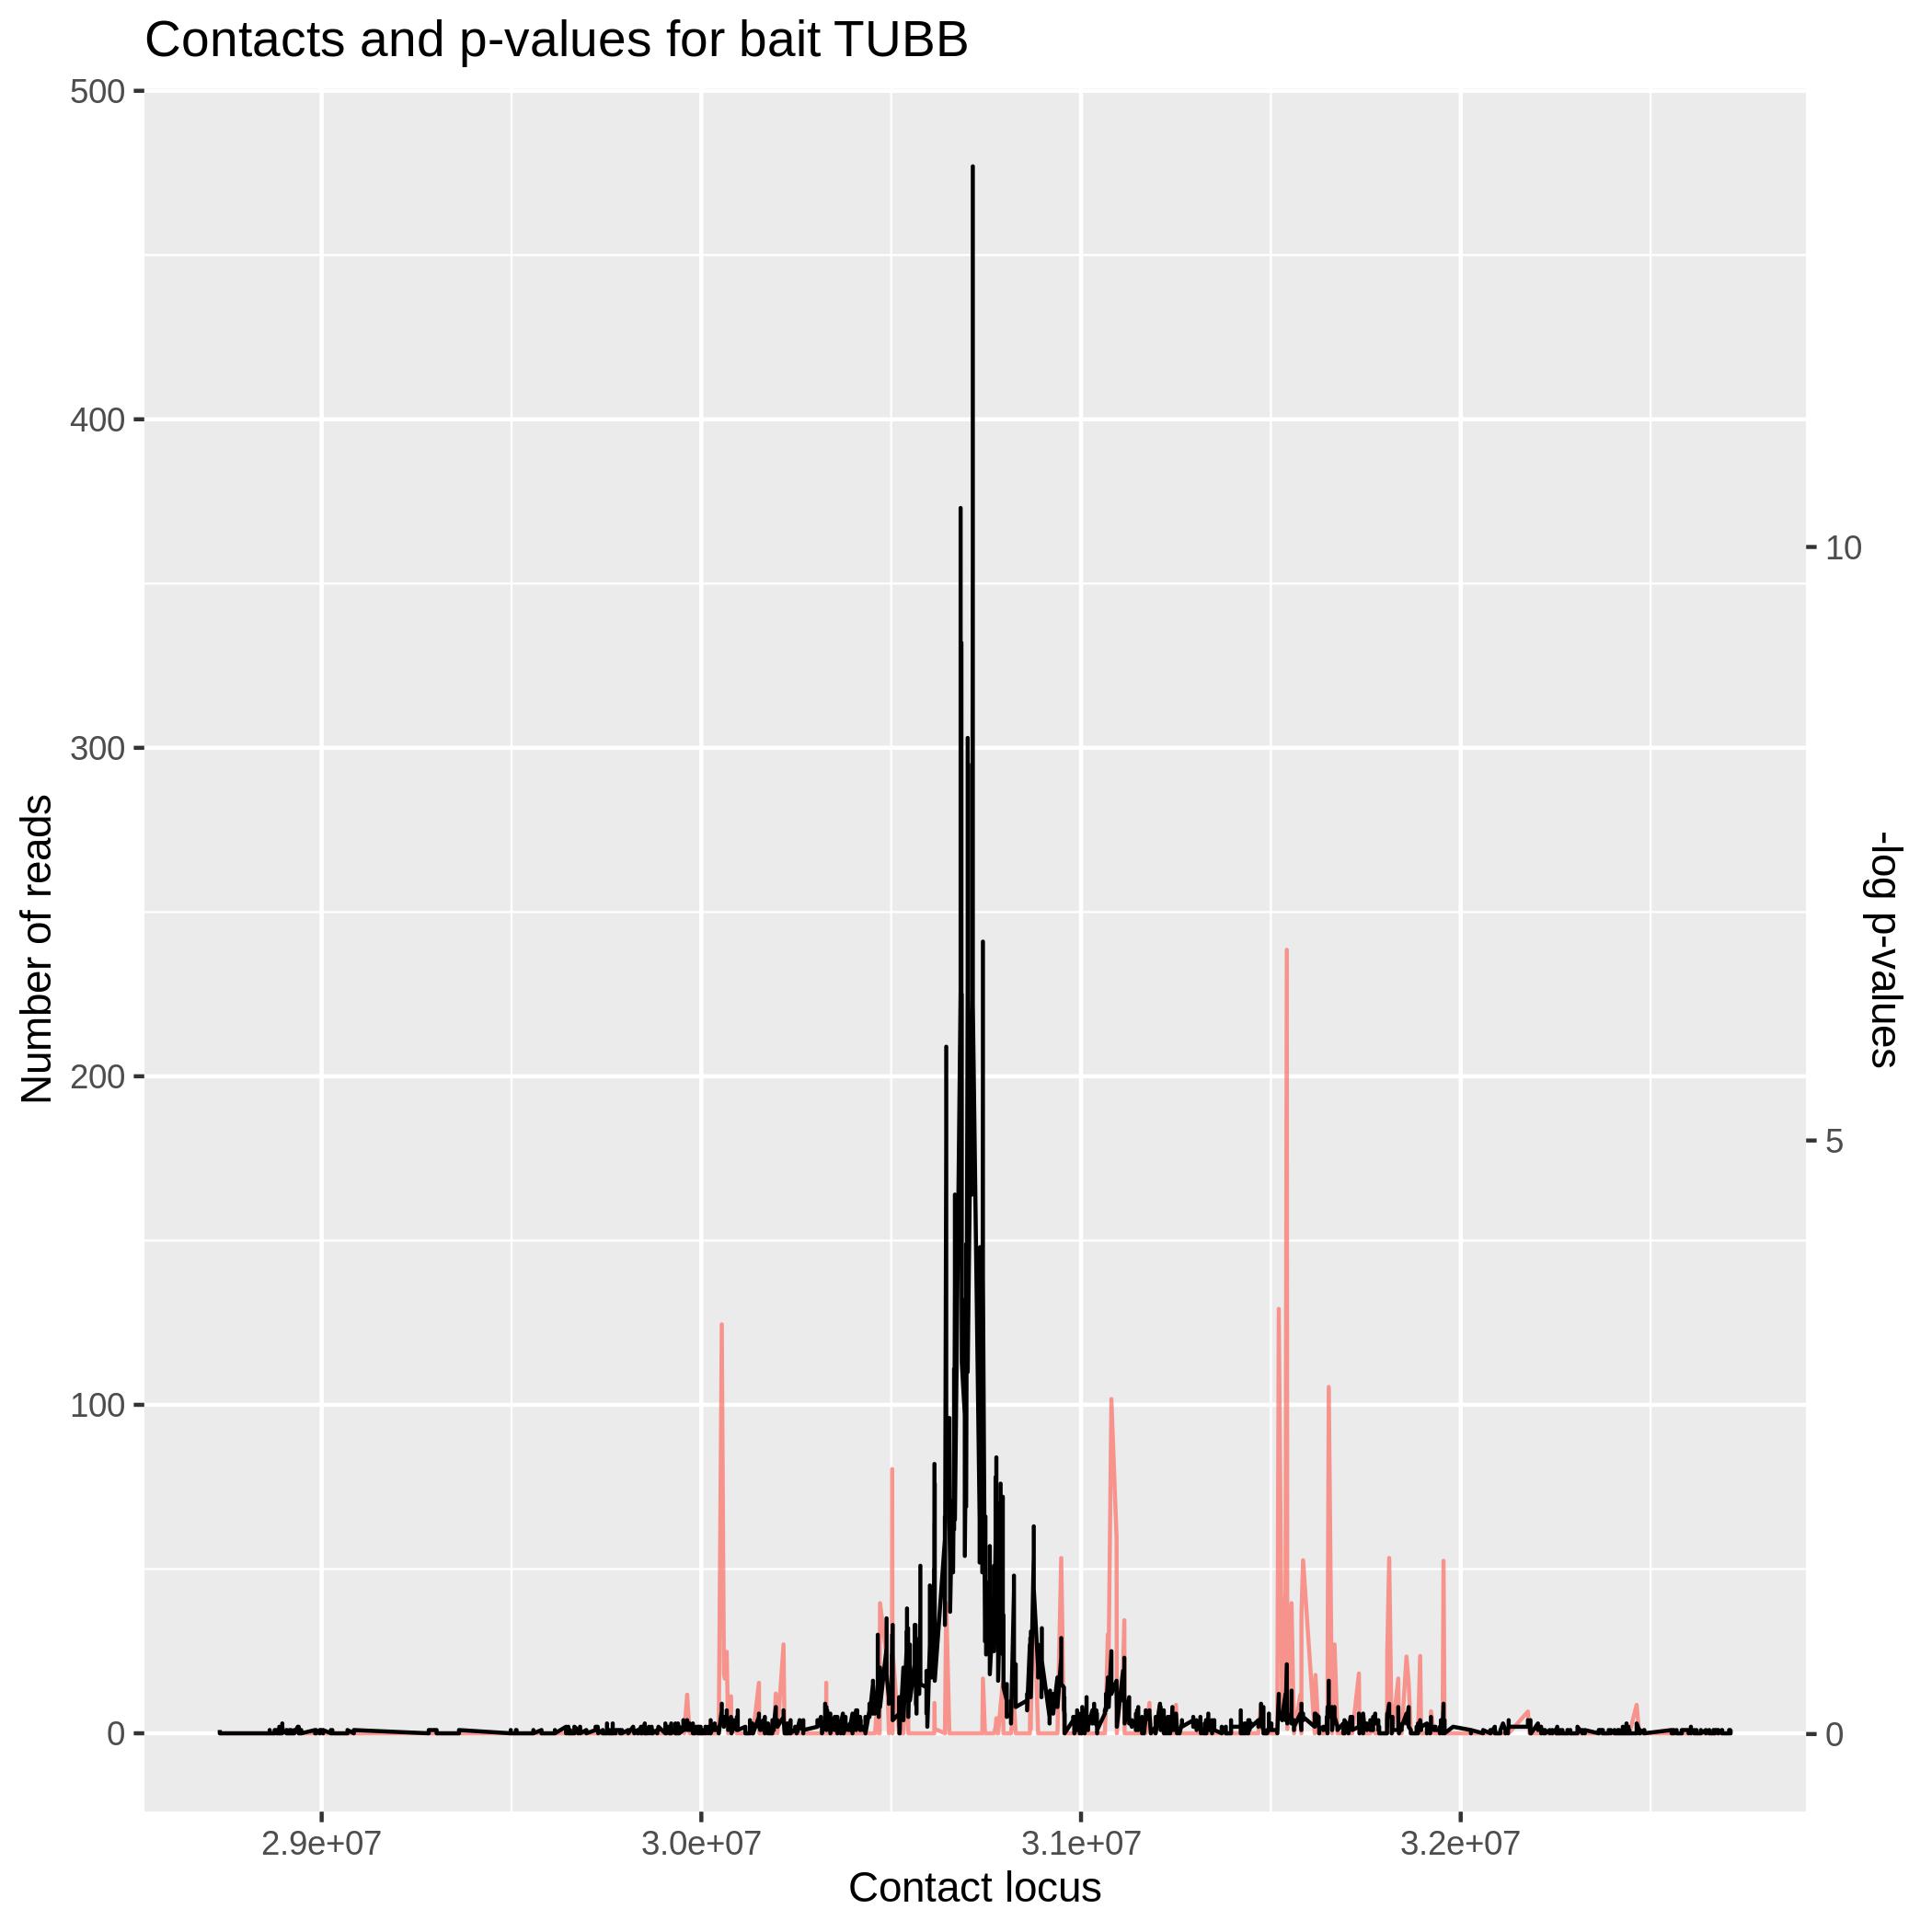 Contacts and p-values for bait TUBB
500
400
300
200
100
0
Number of reads
10
5
0
-log p-values
2.9e+07
3.0e+07
3.1e+07
3.2e+07
Contact locus